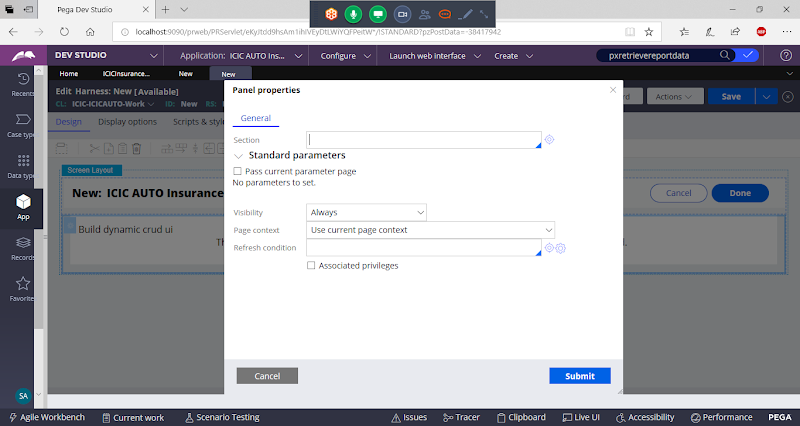 Pega Dev Studio
localhost:9090/prweb/PRServlet/eKyJtdd9hsAm1ihIVEyDtLWiYQFPeitW*/!STANDARD?pzPostData=-38417942
DEV STUDIO
Application: ICIC AUTO Ins...
Configure
Launch web interface
Create
pxretrievereportdata
Home
ICICInsurance...
New
New
Recents
Edit Harness: New [Available]
CL: ICIC-ICICAUTO-Work
ID: New
RS:
Actions
Save
Design
Display options
Scripts & styl
Case type
Data type
App
Records
Favorite
SA
Screen Layout
New: ICIC AUTO Insurance
Cancel
Done
Build dynamic crud ui
Th
Panel properties
General
Section
Standard parameters
Pass current parameter page
No parameters to set.
Visibility
Always
Page context
Use current page context
Refresh condition
Associated privileges
Cancel
Submit
Agile Workbench
Current work
Scenario Testing
Issues
Tracer
Clipboard
Live UI
Accessibility
Performance
PEGA